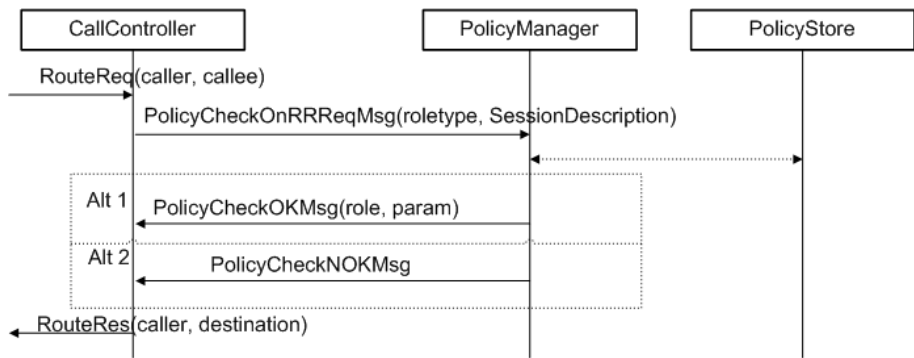 CallController
PolicyManager
PolicyStore
RouteReq(caller, callee)
PolicyCheckOnRRReqMsg(roletype, SessionDescription)
Alt 1
PolicyCheckOKMsg(role, param)
Alt 2
PolicyCheckNOKMsg
RouteRes(caller, destination)